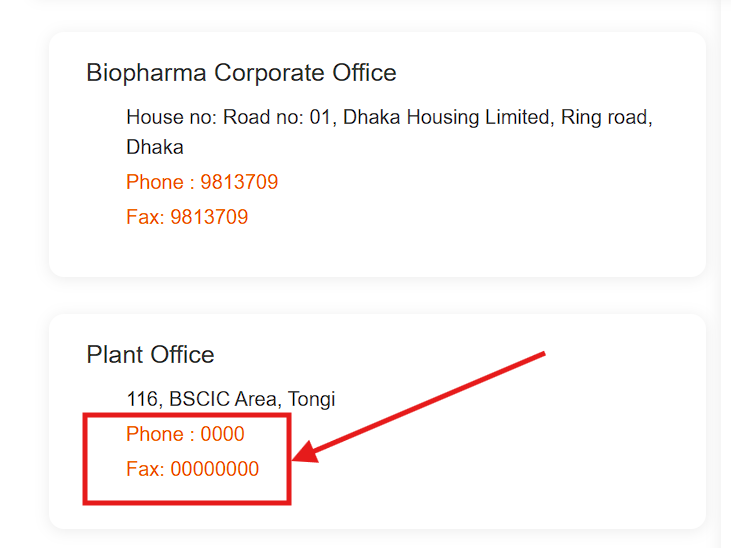 Biopharma Corporate Office
House no: Road no: 01, Dhaka Housing Limited, Ring road,
Dhaka
Phone : 9813709
Fax: 9813709
Plant Office
116, BSCIC Area, Tongi
Phone : 0000
Fax: 00000000